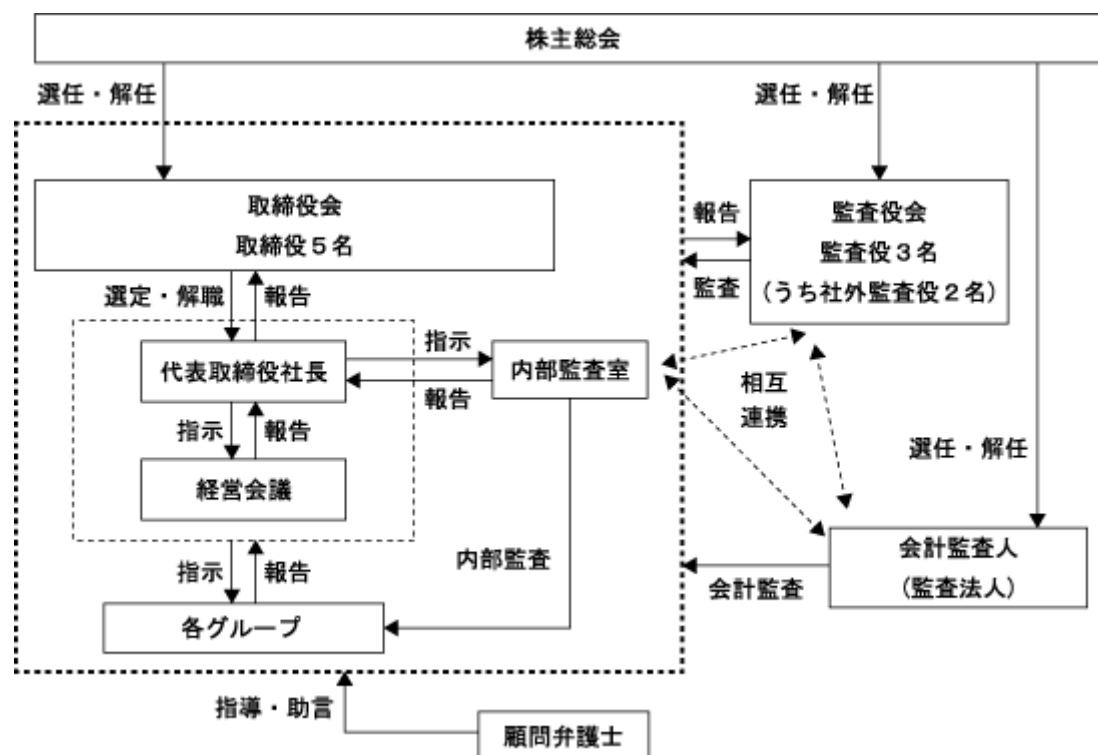 株主総会
選任・解任
選任・解任
取締役会
取締役５名
報告
監査役会
監査役３名
(うち社外監査役２名)
監査
選定・解職
報告
代表取締役社長
指示
報告
内部監査室
相互
連携
指示
報告
選任・解任
経営会議
会計監査人
(監査法人)
指示
報告
内部監査
会計監査
各グループ
指導・助言
顧問弁護士